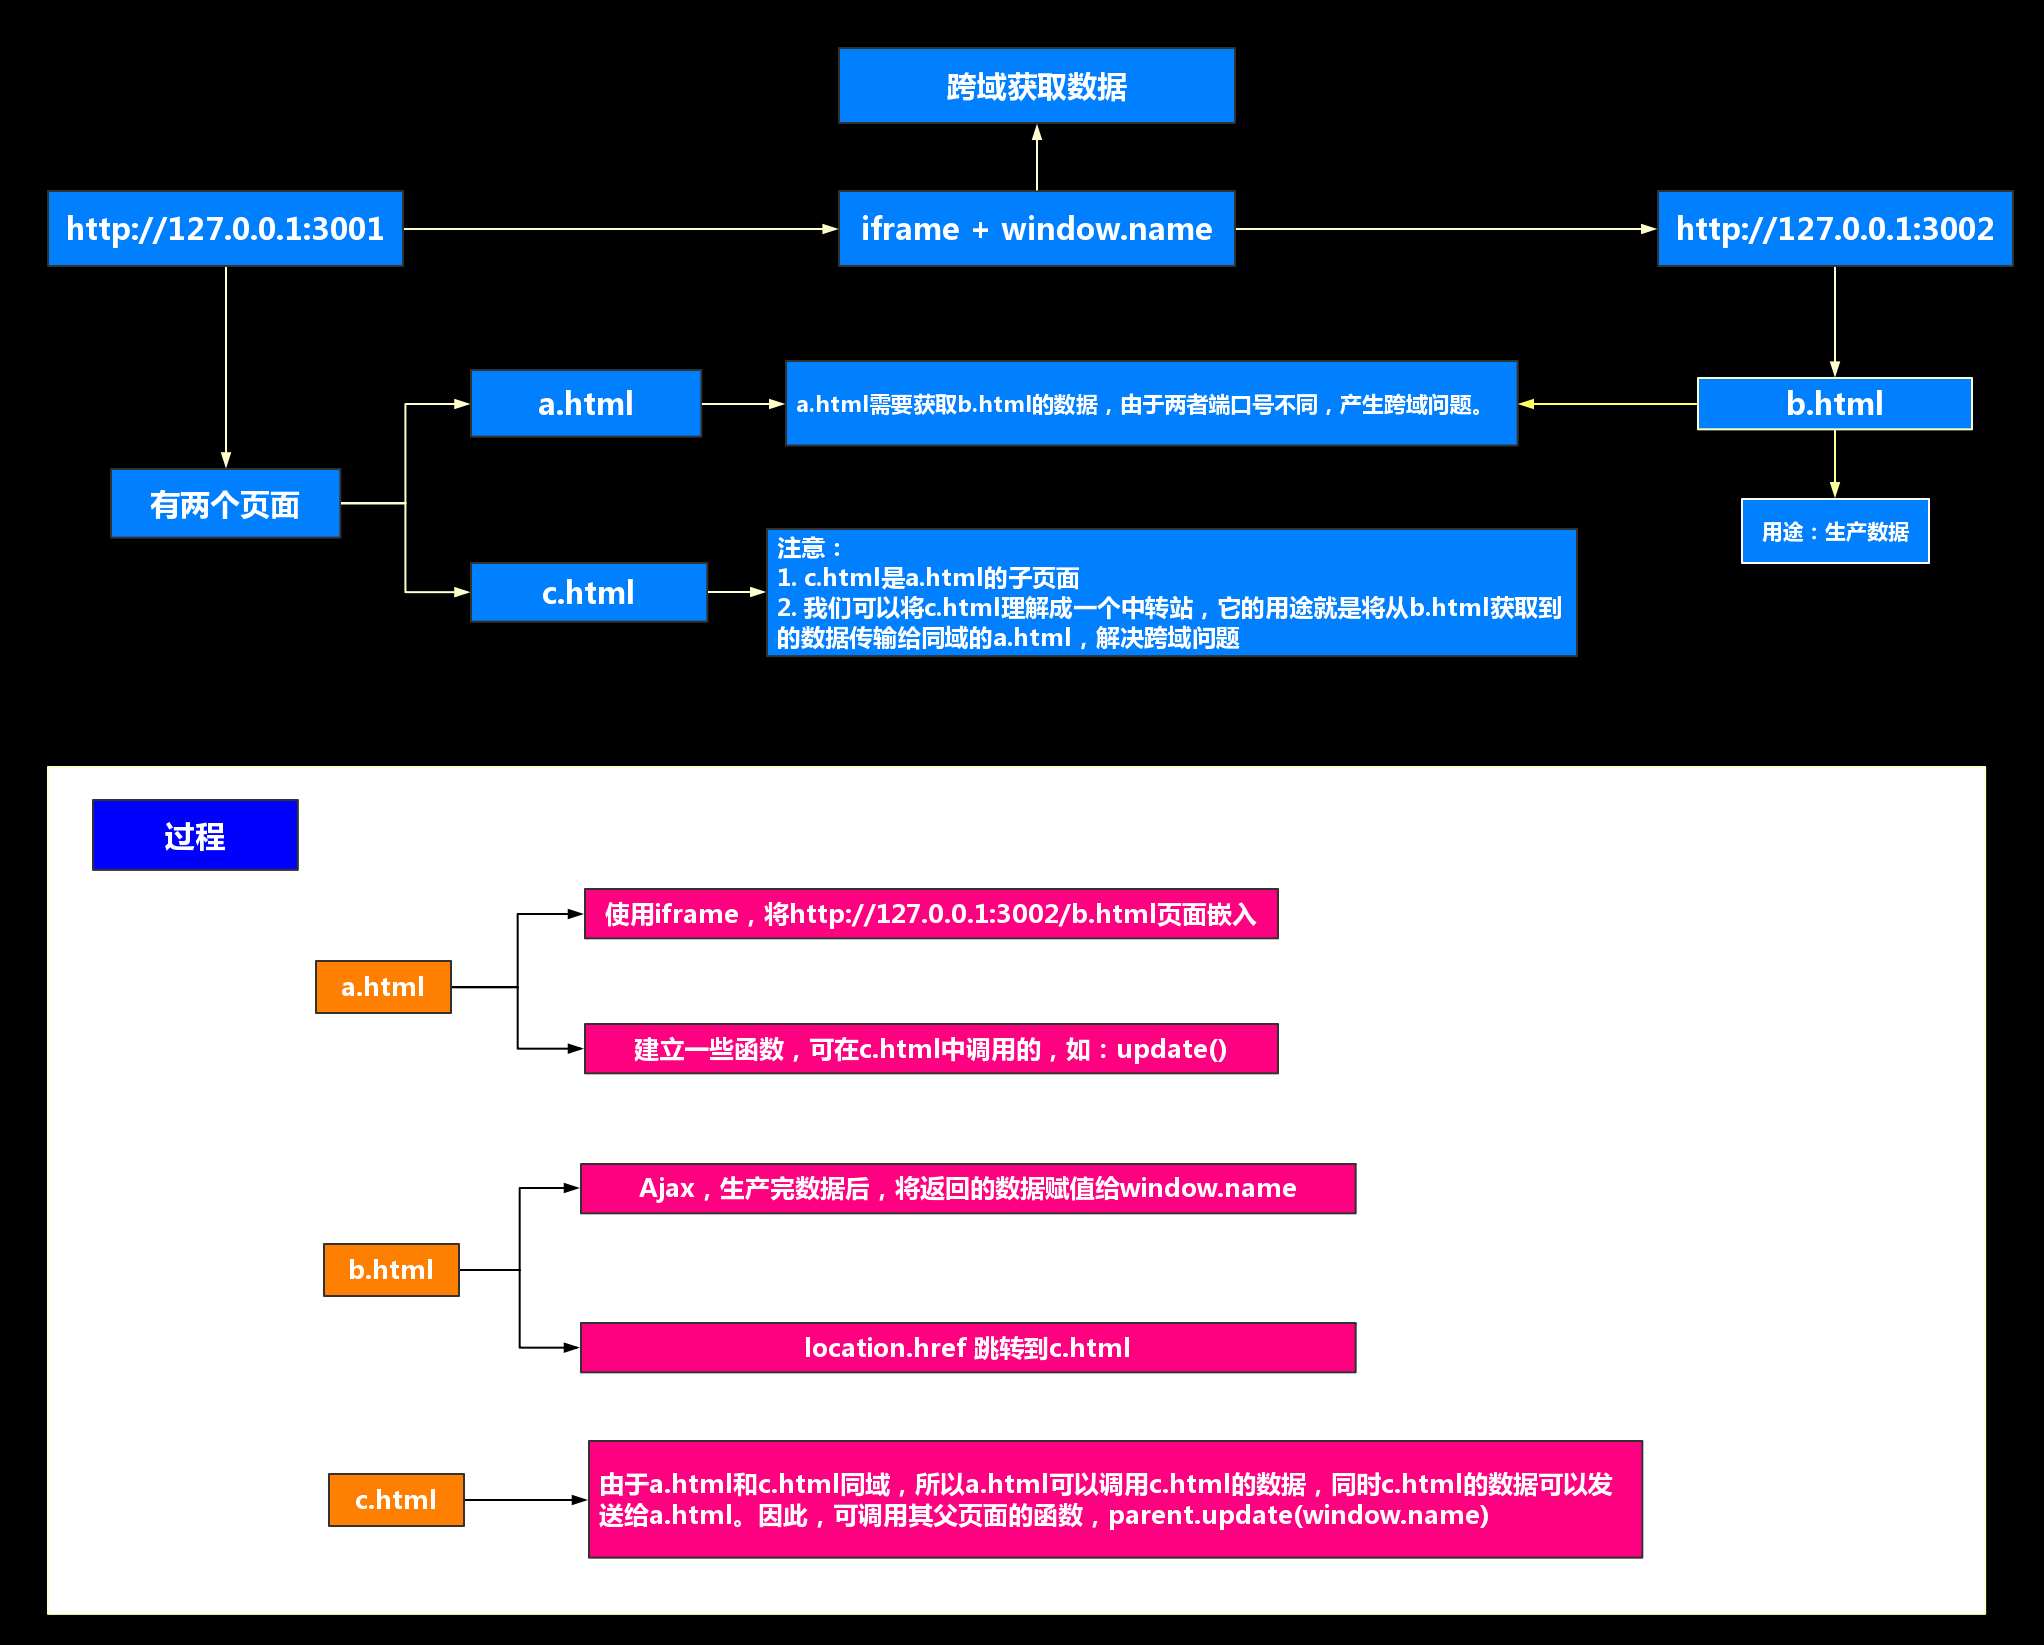 跨域获取数据
http://127.0.0.1:3001
iframe + window.name
http://127.0.0.1:3002
a.html
a.html需要获取b.html的数据，由于两者端口号不同，产生跨域问题。
b.html
有两个页面
用途：生产数据
c.html
注意：
1. c.html是a.html的子页面
2. 我们可以将c.html理解成一个中转站，它的用途就是将从b.html获取到
的数据传输给同域的a.html，解决跨域问题
过程
使用iframe，将http://127.0.0.1:3002/b.html页面嵌入
a.html
建立一些函数，可在c.html中调用的，如：update()
Ajax，生产完数据后，将返回的数据赋值给window.name
b.html
location.href 跳转到c.html
c.html
由于a.html和c.html同域，所以a.html可以调用c.html的数据，同时c.html的数据可以发
送给a.html。因此，可调用其父页面的函数，parent.update(window.name)